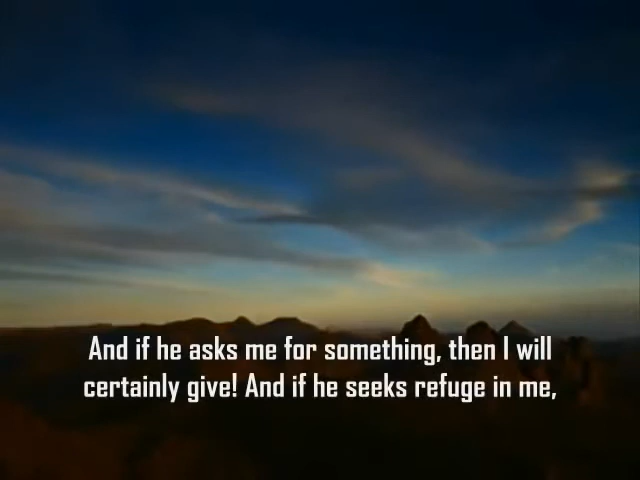 And if he asks me for something, then I will
certainly give! And if he seeks refuge in me,